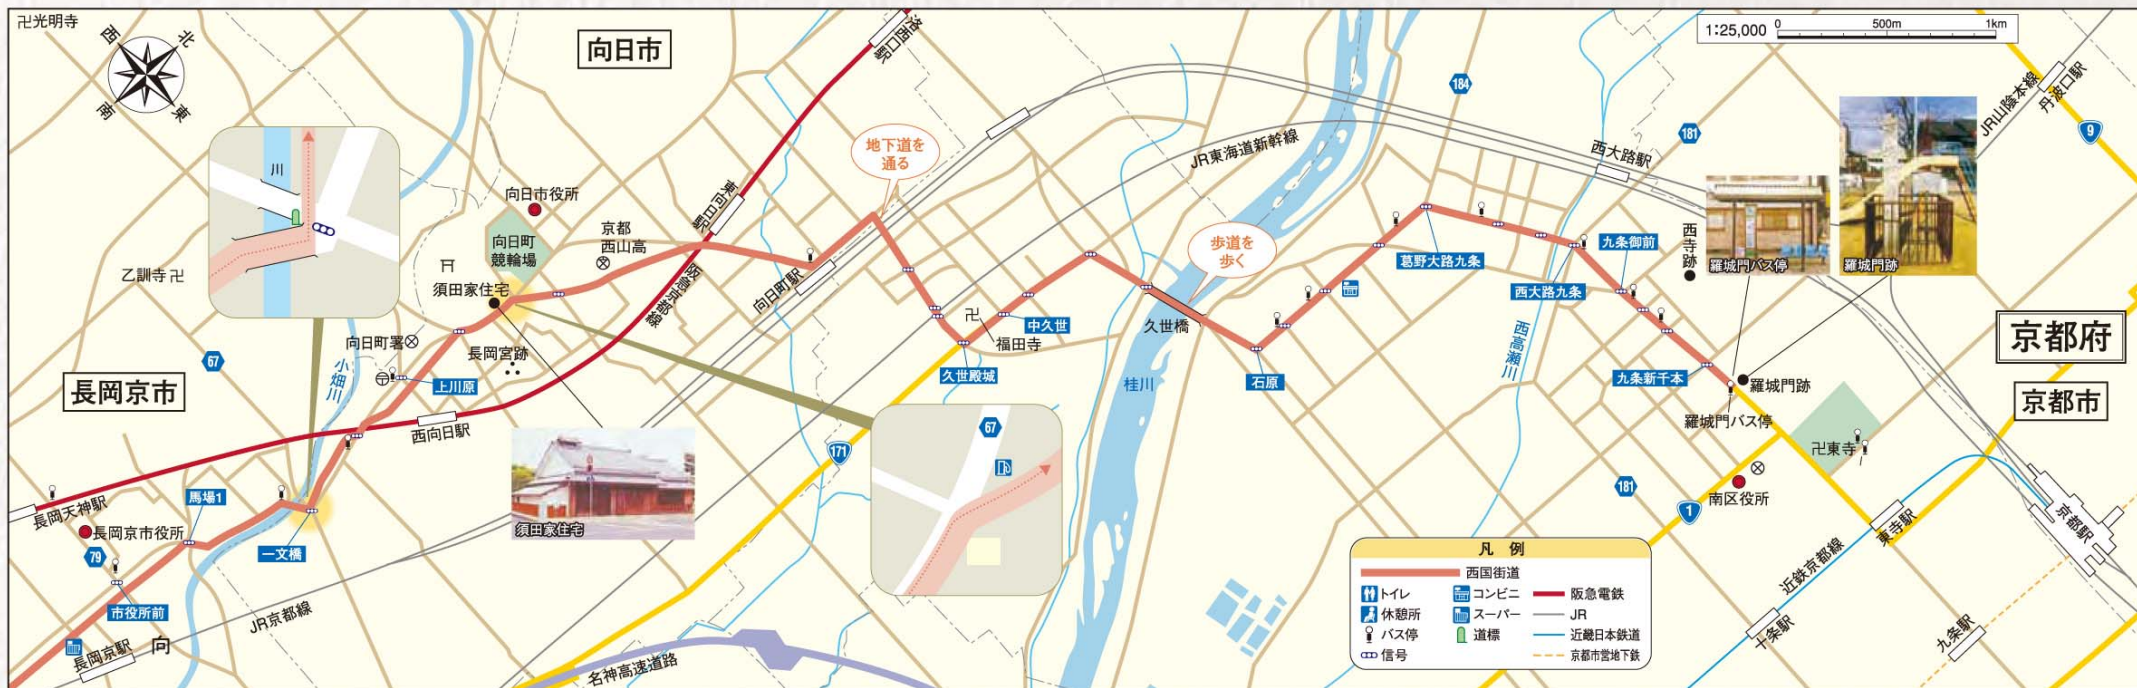 卍光明寺
西
北
南
東
向日市
洛西口駅
1:25,000
0
500m
1km
184
181
9
JR山陰本線
丹波口駅
川
地下道を
通る
JR東海道新幹線
西大路駅
向日市役所
東向日駅
京都
西山高
向日町
競輪場
歩道を
歩く
西寺跡
九条御前
羅城門バス停
羅城門跡
乙訓寺卍
須田家住宅
阪急京都線
向日町駅
葛野大路九条
西大路九条
京都府
中久世
卍
福田寺
久世橋
向日町署
長岡宮跡
67
小畑川
上川原
久世殿城
石原
桂川
西高瀬川
九条新千本
羅城門跡
羅城門バス停
京都市
長岡京市
西向日駅
67
171
卍東寺
181
南区役所
1
須田家住宅
長岡天神駅
馬場1
長岡京市役所
79
一文橋
市役所前
東寺駅
京都駅
近鉄京都線
十条駅
九条駅
JR京都線
長岡京駅
向
名神高速道路
凡 例
西国街道
トイレ
コンビニ
阪急電鉄
休憩所
スーパー
JR
バス停
道標
近畿日本鉄道
信号
京都市営地下鉄